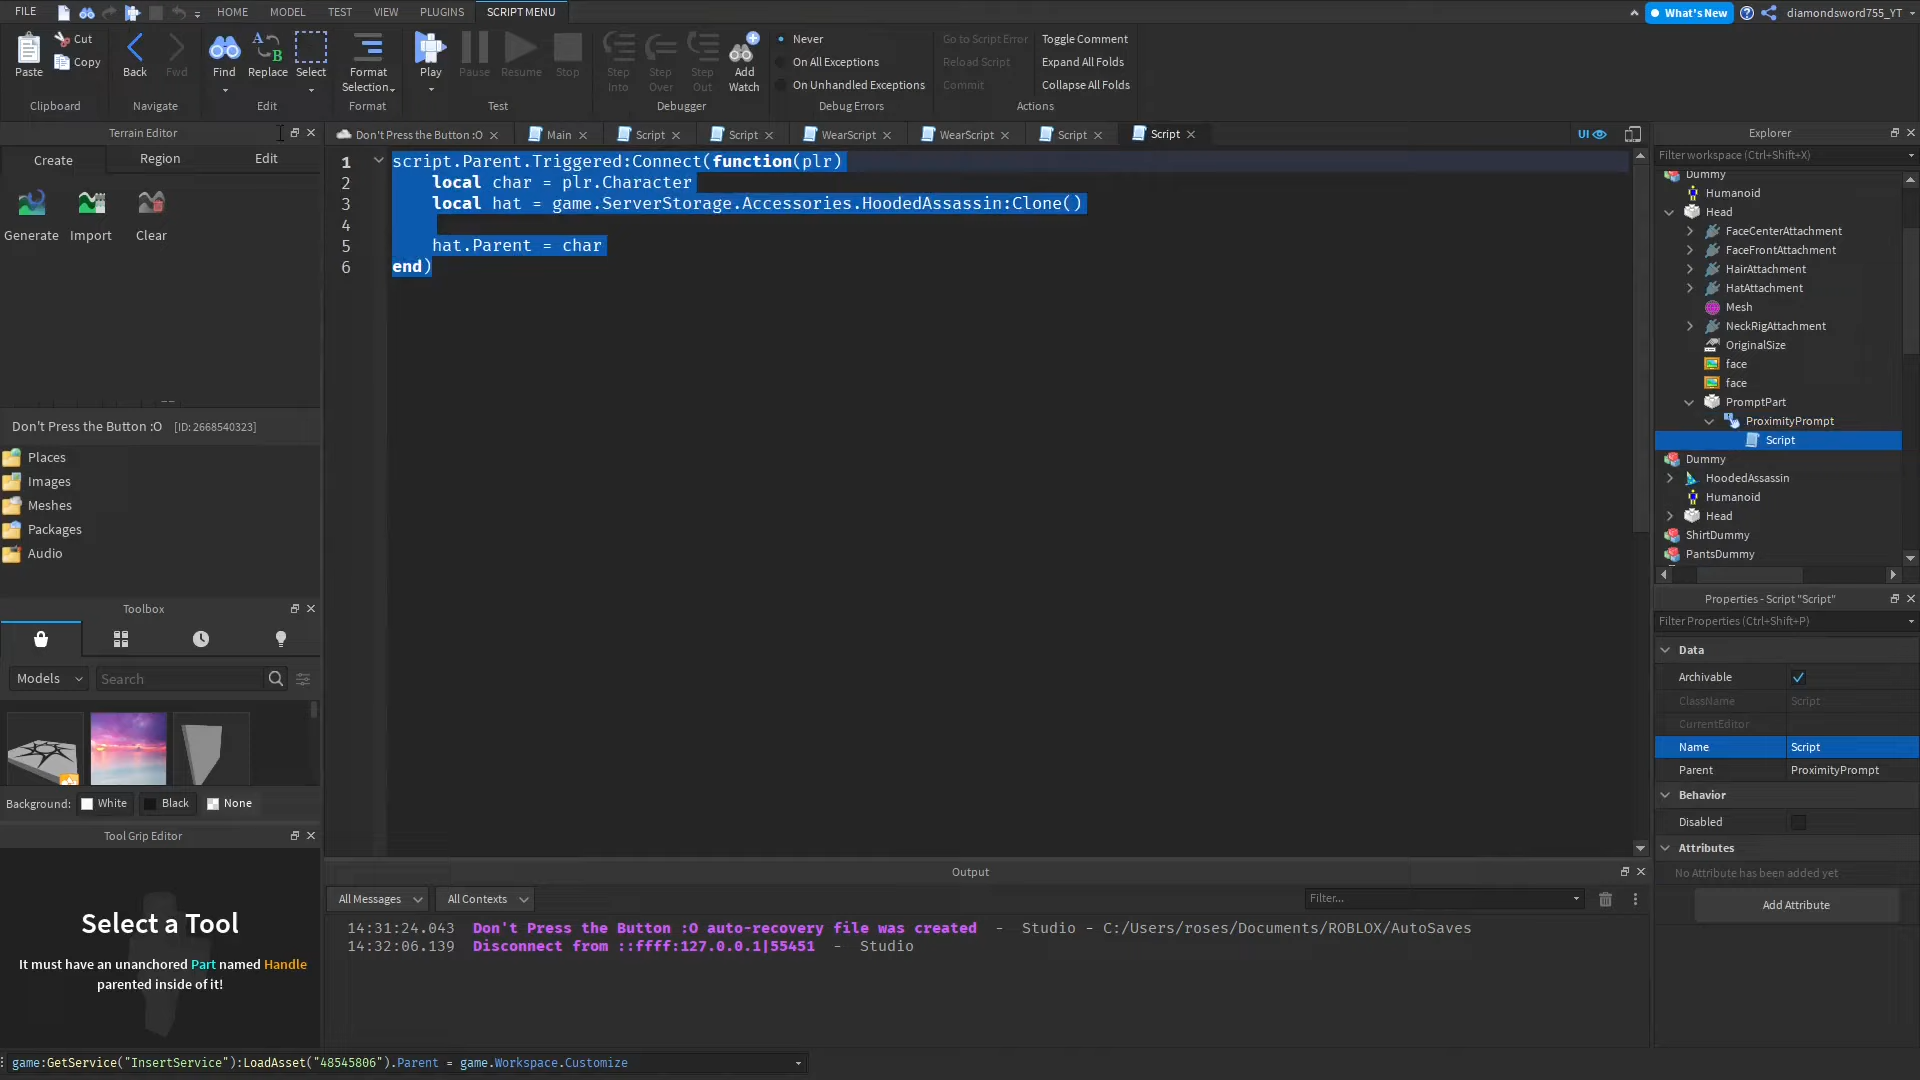 FILE
HOME
MODEL
TEST
VIEW
PLUGINS
SCRIPT MENU
What's New
diamondsword755_YT
Paste
Cut
Copy
Clipboard
Back
Fwd
Navigate
Find
Replace
Select
Edit
Format
Selection
Format
Play
Pause
Resume
Stop
Test
Step
Into
Step
Over
Step
Out
Add
Watch
Debugger
Never
On All Exceptions
On Unhandled Exceptions
Debug Errors
Go to Script Error
Reload Script
Commit
Toggle Comment
Expand All Folds
Collapse All Folds
Actions
Terrain Editor
Create
Region
Edit
Generate
Import
Clear
Don't Press the Button :O [ID: 2668540323]
Places
Images
Meshes
Packages
Audio
Toolbox
Models
Search
Background:
White
Black
None
Tool Grip Editor
Select a Tool
It must have an unanchored Part named Handle
parented inside of it!
Don't Press the Button :O
Main
Script
Script
WearScript
WearScript
Script
Script
UI
1 script.Parent.Triggered:Connect(function(plr)
2 local char = plr.Character
3 local hat = game.ServerStorage.Accessories.HoodedAssassin:Clone()
4
5 hat.Parent = char
6 end)
Output
All Messages
All Contexts
Filter...
14:31:24.043 Don't Press the Button :O auto-recovery file was created - Studio - C:/Users/roses/Documents/ROBLOX/AutoSaves
14:32:06.139 Disconnect from ::ffff:127.0.0.1|55451 - Studio
Explorer
Filter workspace (Ctrl+Shift+X)
Dummy
Humanoid
Head
FaceCenterAttachment
FaceFrontAttachment
HairAttachment
HatAttachment
Mesh
NeckRigAttachment
OriginalSize
face
face
PromptPart
ProximityPrompt
Script
Dummy
HoodedAssassin
Humanoid
Head
ShirtDummy
PantsDummy
Properties - Script "Script"
Filter Properties (Ctrl+Shift+P)
Data
Archivable
ClassName Script
CurrentEditor
Name Script
Parent ProximityPrompt
Behavior
Disabled
Attributes
No Attribute has been added yet
Add Attribute
game:GetService("InsertService"):LoadAsset("48545806").Parent = game.Workspace.Customize